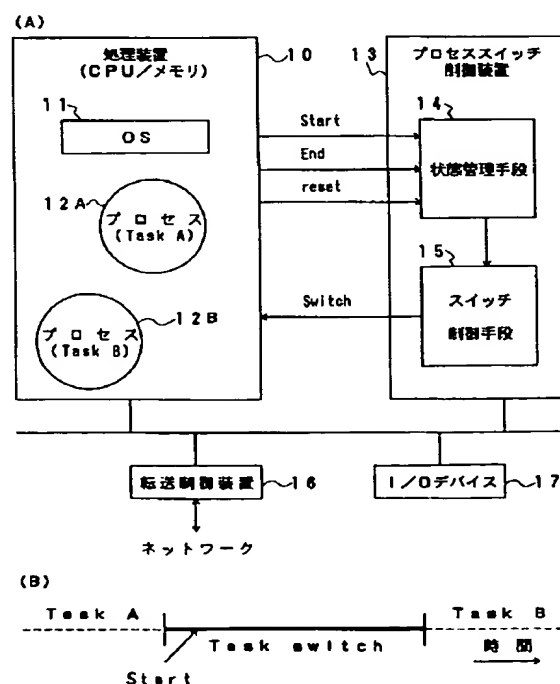 (A)
処理装置
(CPU/メモリ)
10
13
プロセススイッチ
制御装置
11
OS
Start
End
reset
14
状態管理手段
12A
プロセス
(Task A)
15
スイッチ
制御手段
Switch
12B
プロセス
(Task B)
転送制御装置
16
I/Oデバイス
17
ネットワーク
(B)
Task A
Task B
Task switch
時間
Start